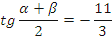 tg (α + β)/2 = −11/3